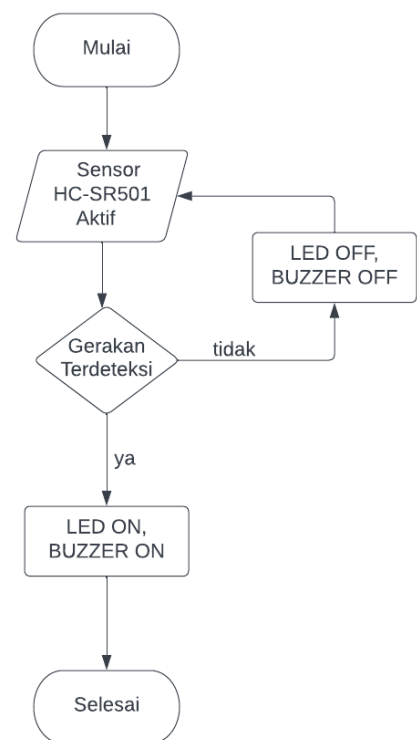 Mulai
Sensor
HC-SR501
Aktif
LED OFF,
BUZZER OFF
Gerakan
Terdeteksi
tidak
ya
LED ON,
BUZZER ON
Selesai